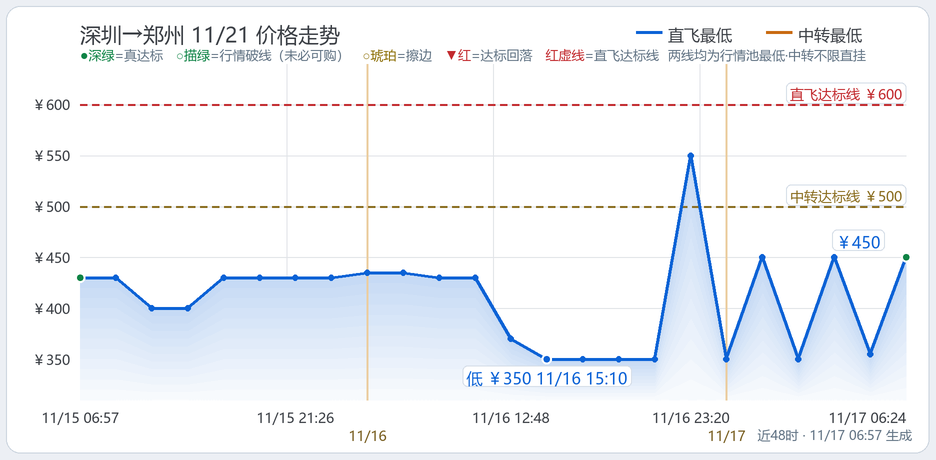 深圳→郑州 11/21 价格走势
直飞最低 中转最低
●深绿=真达标 ○描绿=行情破线（未必可购） ○琥珀=擦边 ▼红=达标回落 红虚线=直飞达标线 两线均为行情池最低·中转不限直挂
¥600
直飞达标线 ¥600
¥550
¥500
中转达标线 ¥500
¥450
¥450
¥400
¥350
低 ¥350 11/16 15:10
11/15 06:57 11/15 21:26 11/16 12:48 11/16 23:20 11/17 06:24
11/16 11/17 近48时 · 11/17 06:57 生成